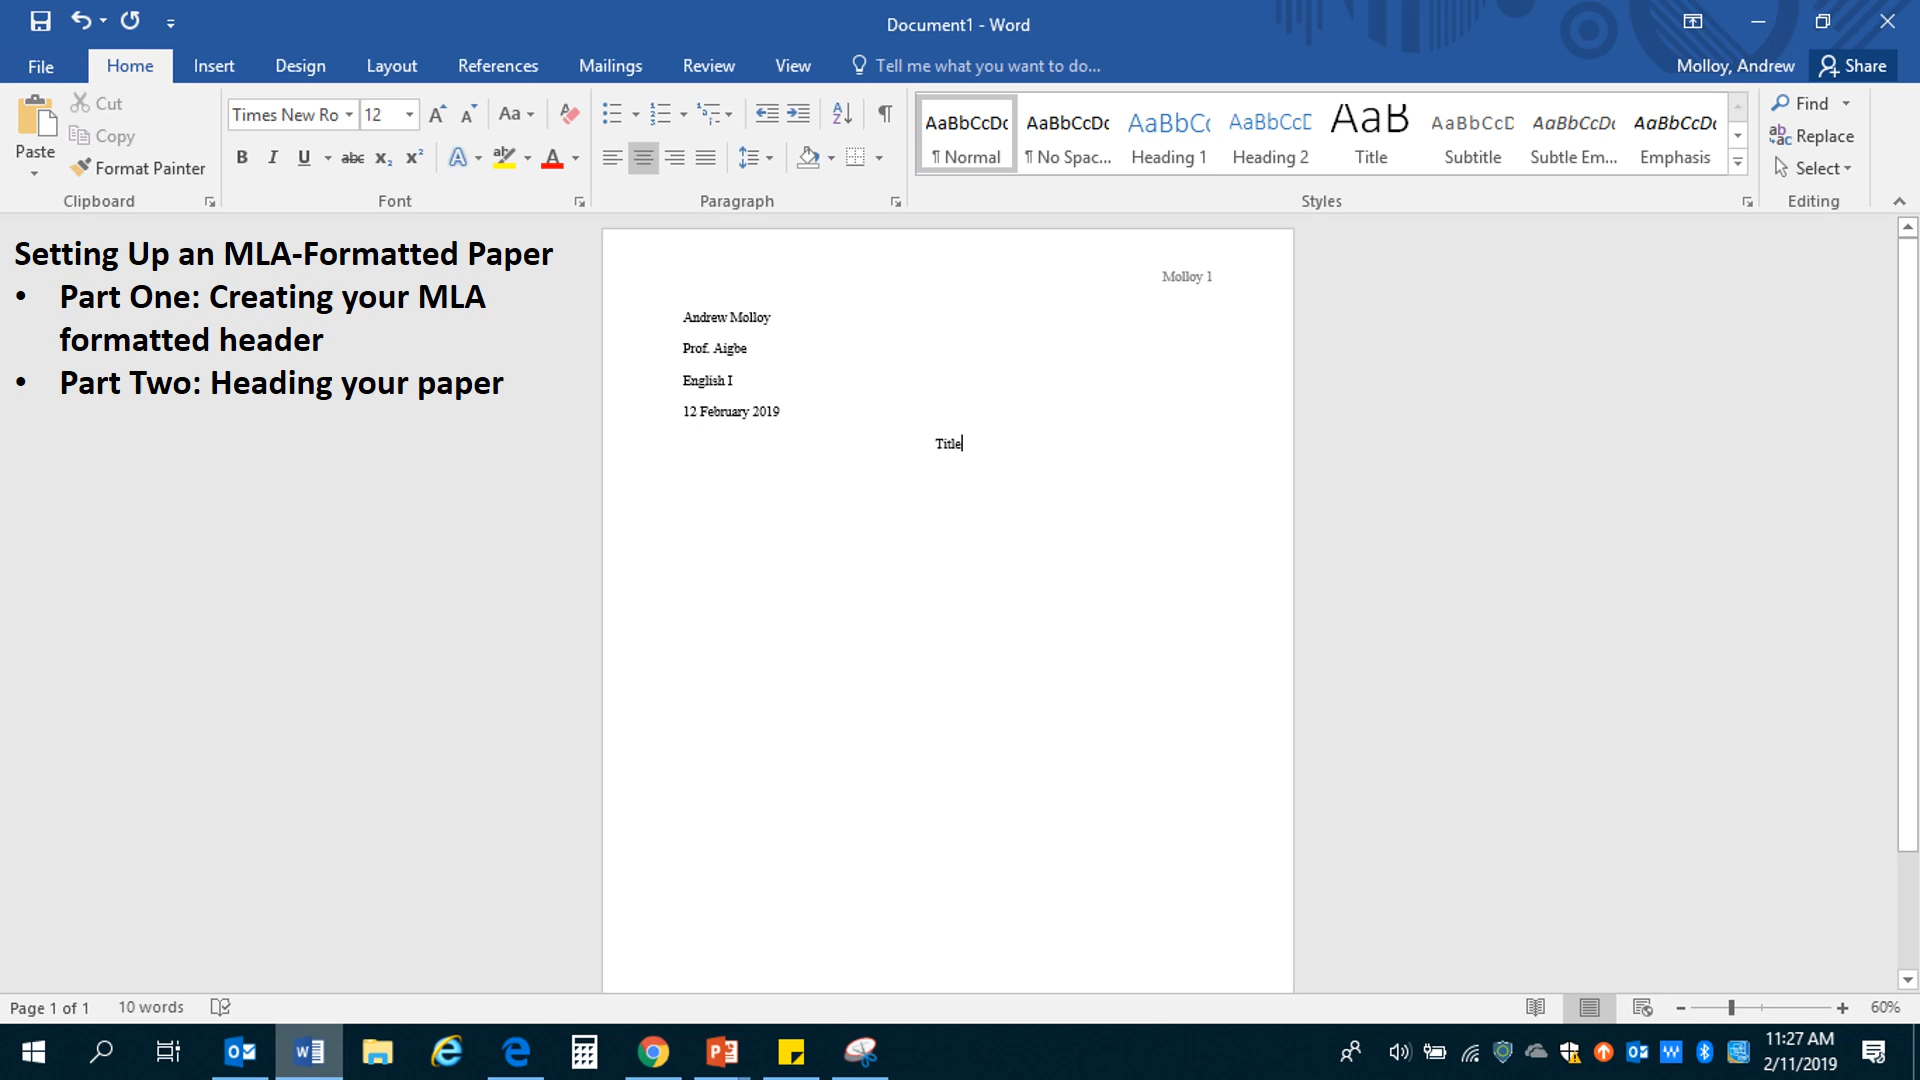 Document1 - Word
File Home Insert Design Layout References Mailings Review View Tell me what you want to do... Molloy, Andrew Share
Paste Cut Copy Format Painter
Clipboard
Times New Ro 12 Aa
B I U abc x₂ x² A ab A
Font
Paragraph
AaBbCcDc AaBbCcDc AaBbCc AaBbCcD AaB AaBbCcD AaBbCcDc AaBbCcDc
¶ Normal ¶ No Spac... Heading 1 Heading 2 Title Subtitle Subtle Em... Emphasis
Styles
Find
Replace
Select
Editing
Setting Up an MLA-Formatted Paper
• Part One: Creating your MLA
formatted header
• Part Two: Heading your paper
Molloy 1
Andrew Molloy
Prof. Aigbe
English I
12 February 2019
Title
Page 1 of 1 10 words 60%
11:27 AM
2/11/2019